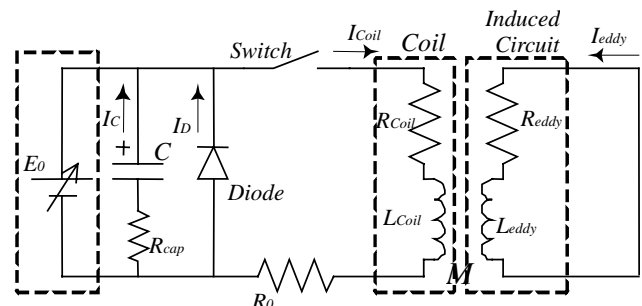 I_Coil
Switch
Coil
Induced
Circuit
I_eddy
I_C
I_D
+
C
R_Coil
R_eddy
E_0
Diode
R_cap
L_Coil
L_eddy
M
R_0